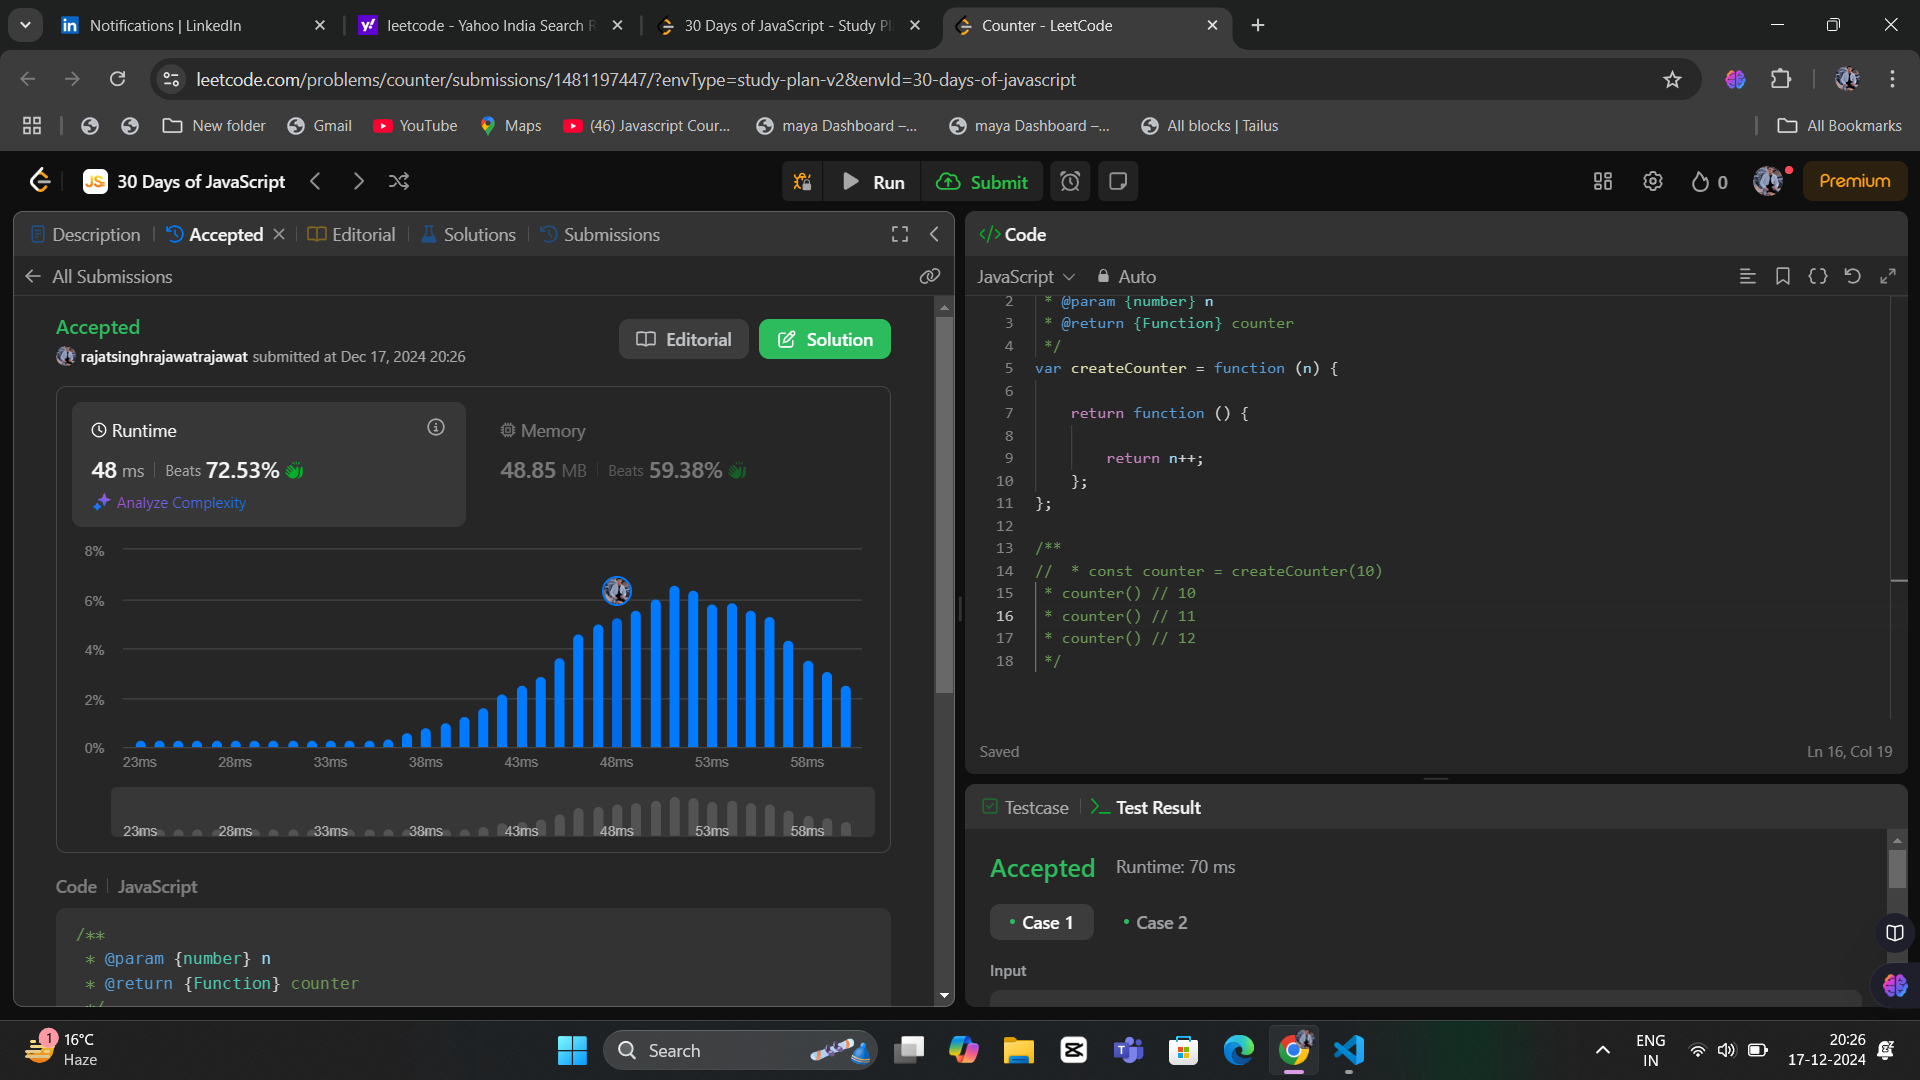 Notifications | LinkedIn
leetcode - Yahoo India Search R
30 Days of JavaScript - Study Pl
Counter - LeetCode
leetcode.com/problems/counter/submissions/1481197447/?envType=study-plan-v2&envId=30-days-of-javascript
New folder
Gmail
YouTube
Maps
(46) Javascript Cour...
maya Dashboard –...
maya Dashboard –...
All blocks | Tailus
All Bookmarks
JS
30 Days of JavaScript
Run
Submit
0
Premium
Description
Accepted
Editorial
Solutions
Submissions
All Submissions
Accepted
rajatsinghrajawatrajawat submitted at Dec 17, 2024 20:26
Editorial
Solution
Runtime
48 ms | Beats 72.53%
Analyze Complexity
Memory
48.85 MB | Beats 59.38%
8%
6%
4%
2%
0%
23ms 28ms 33ms 38ms 43ms 48ms 53ms 58ms
23ms 28ms 33ms 38ms 43ms 48ms 53ms 58ms
Code | JavaScript
/**
* @param {number} n
* @return {Function} counter
*/
</> Code
JavaScript
Auto
2 * @param {number} n
3 * @return {Function} counter
4 */
5 var createCounter = function (n) {
6
7 return function () {
8
9 return n++;
10 };
11 };
12
13 /**
14 // * const counter = createCounter(10)
15 * counter() // 10
16 * counter() // 11
17 * counter() // 12
18 */
Saved
Ln 16, Col 19
Testcase
Test Result
Accepted
Runtime: 70 ms
• Case 1
• Case 2
Input
1
16°C
Haze
Search
ENG
IN
20:26
17-12-2024